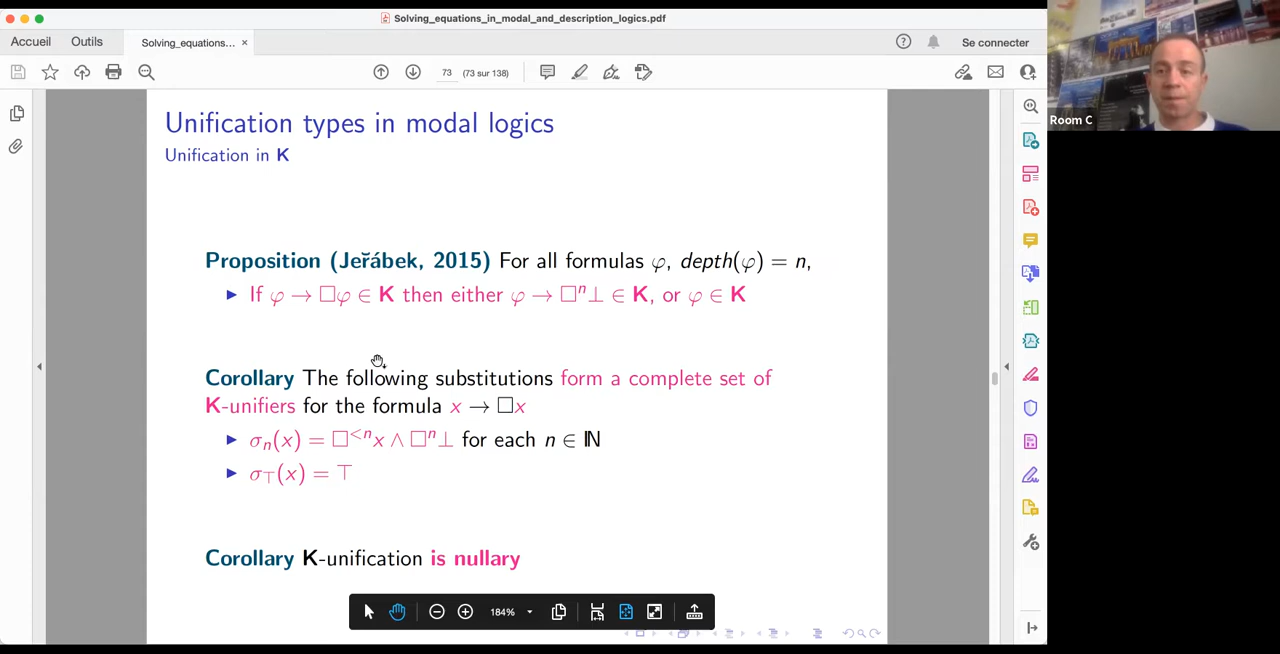 Solving_equations_in_modal_and_description_logics.pdf
Accueil Outils Solving_equations... × Se connecter
73 (73 sur 138)
Room C
Unification types in modal logics
Unification in K
Proposition (Jeřábek, 2015) For all formulas φ, depth(φ) = n,
▶ If φ → □φ ∈ K then either φ → □ⁿ⊥ ∈ K, or φ ∈ K
Corollary The following substitutions form a complete set of
K-unifiers for the formula x → □x
▶ σₙ(x) = □^{<n}x ∧ □ⁿ⊥ for each n ∈ ℕ
▶ σ_⊤(x) = ⊤
Corollary K-unification is nullary
184%